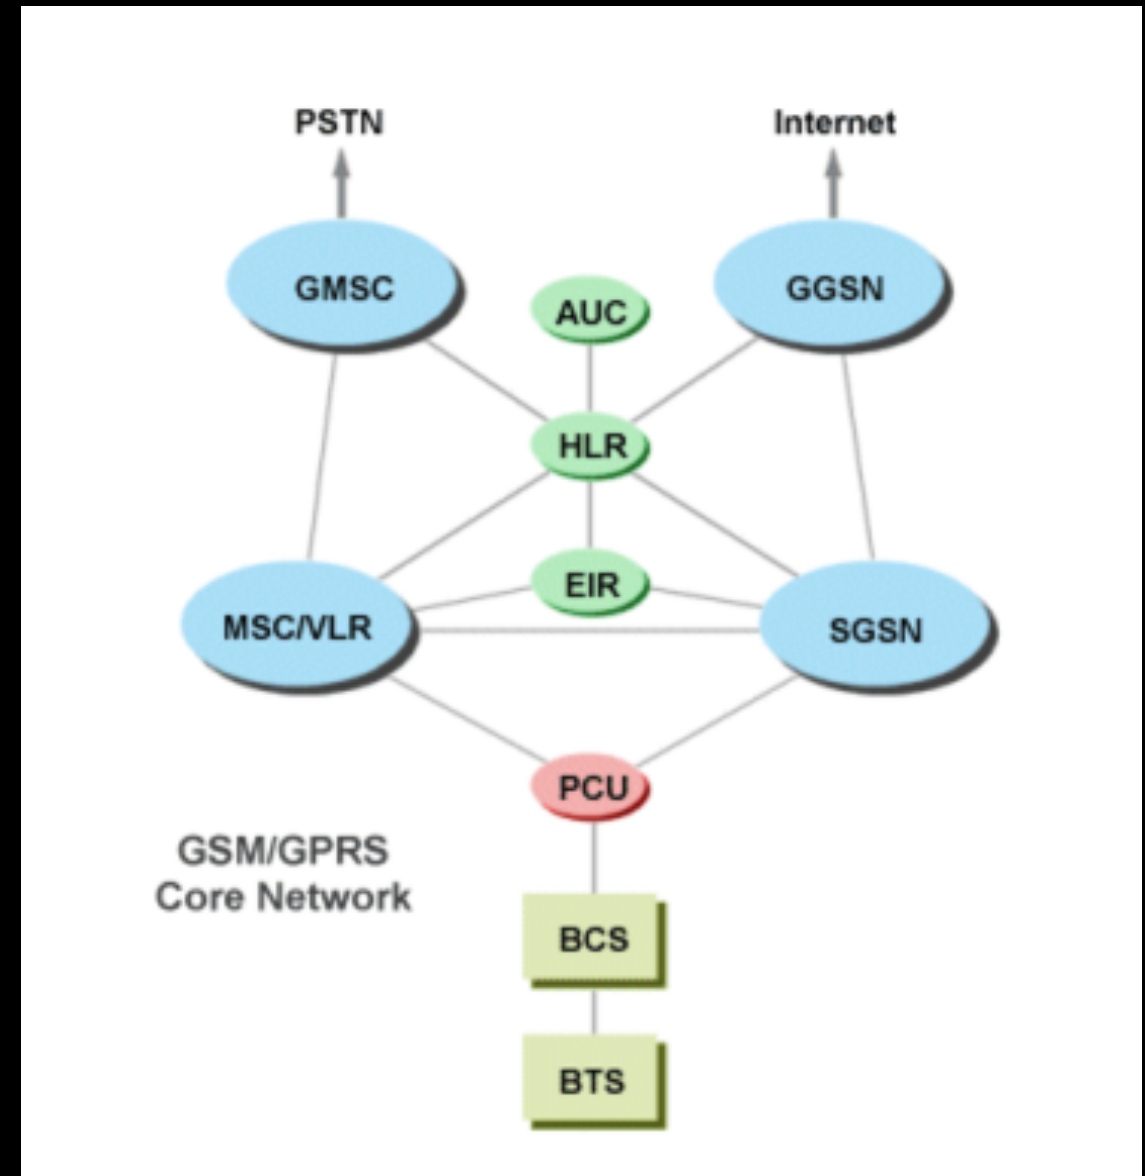 PSTN
Internet
GMSC
GGSN
AUC
HLR
EIR
MSC/VLR
SGSN
PCU
GSM/GPRS
Core Network
BCS
BTS